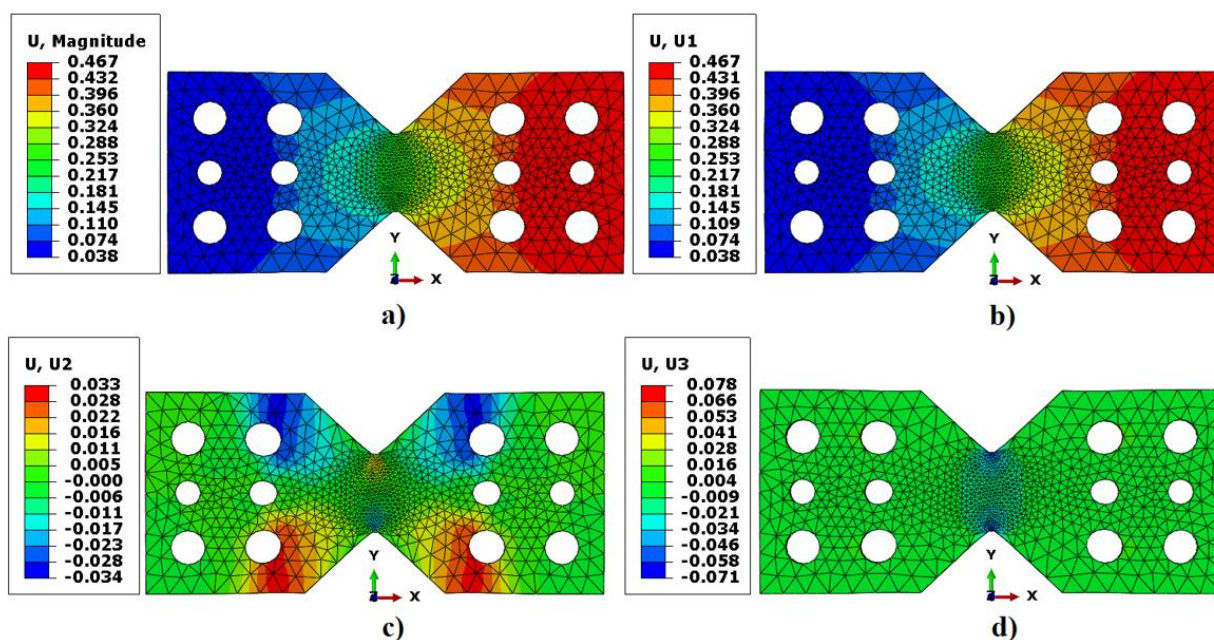 U, Magnitude
0.467
0.432
0.396
0.360
0.324
0.288
0.253
0.217
0.181
0.145
0.110
0.074
0.038
Y
X
Z
a)
U, U1
0.467
0.431
0.396
0.360
0.324
0.288
0.253
0.217
0.181
0.145
0.109
0.074
0.038
Y
X
Z
b)
U, U2
0.033
0.028
0.022
0.016
0.011
0.005
-0.000
-0.006
-0.011
-0.017
-0.023
-0.028
-0.034
Y
X
Z
c)
U, U3
0.078
0.066
0.053
0.041
0.028
0.016
0.004
-0.009
-0.021
-0.034
-0.046
-0.058
-0.071
Y
X
Z
d)